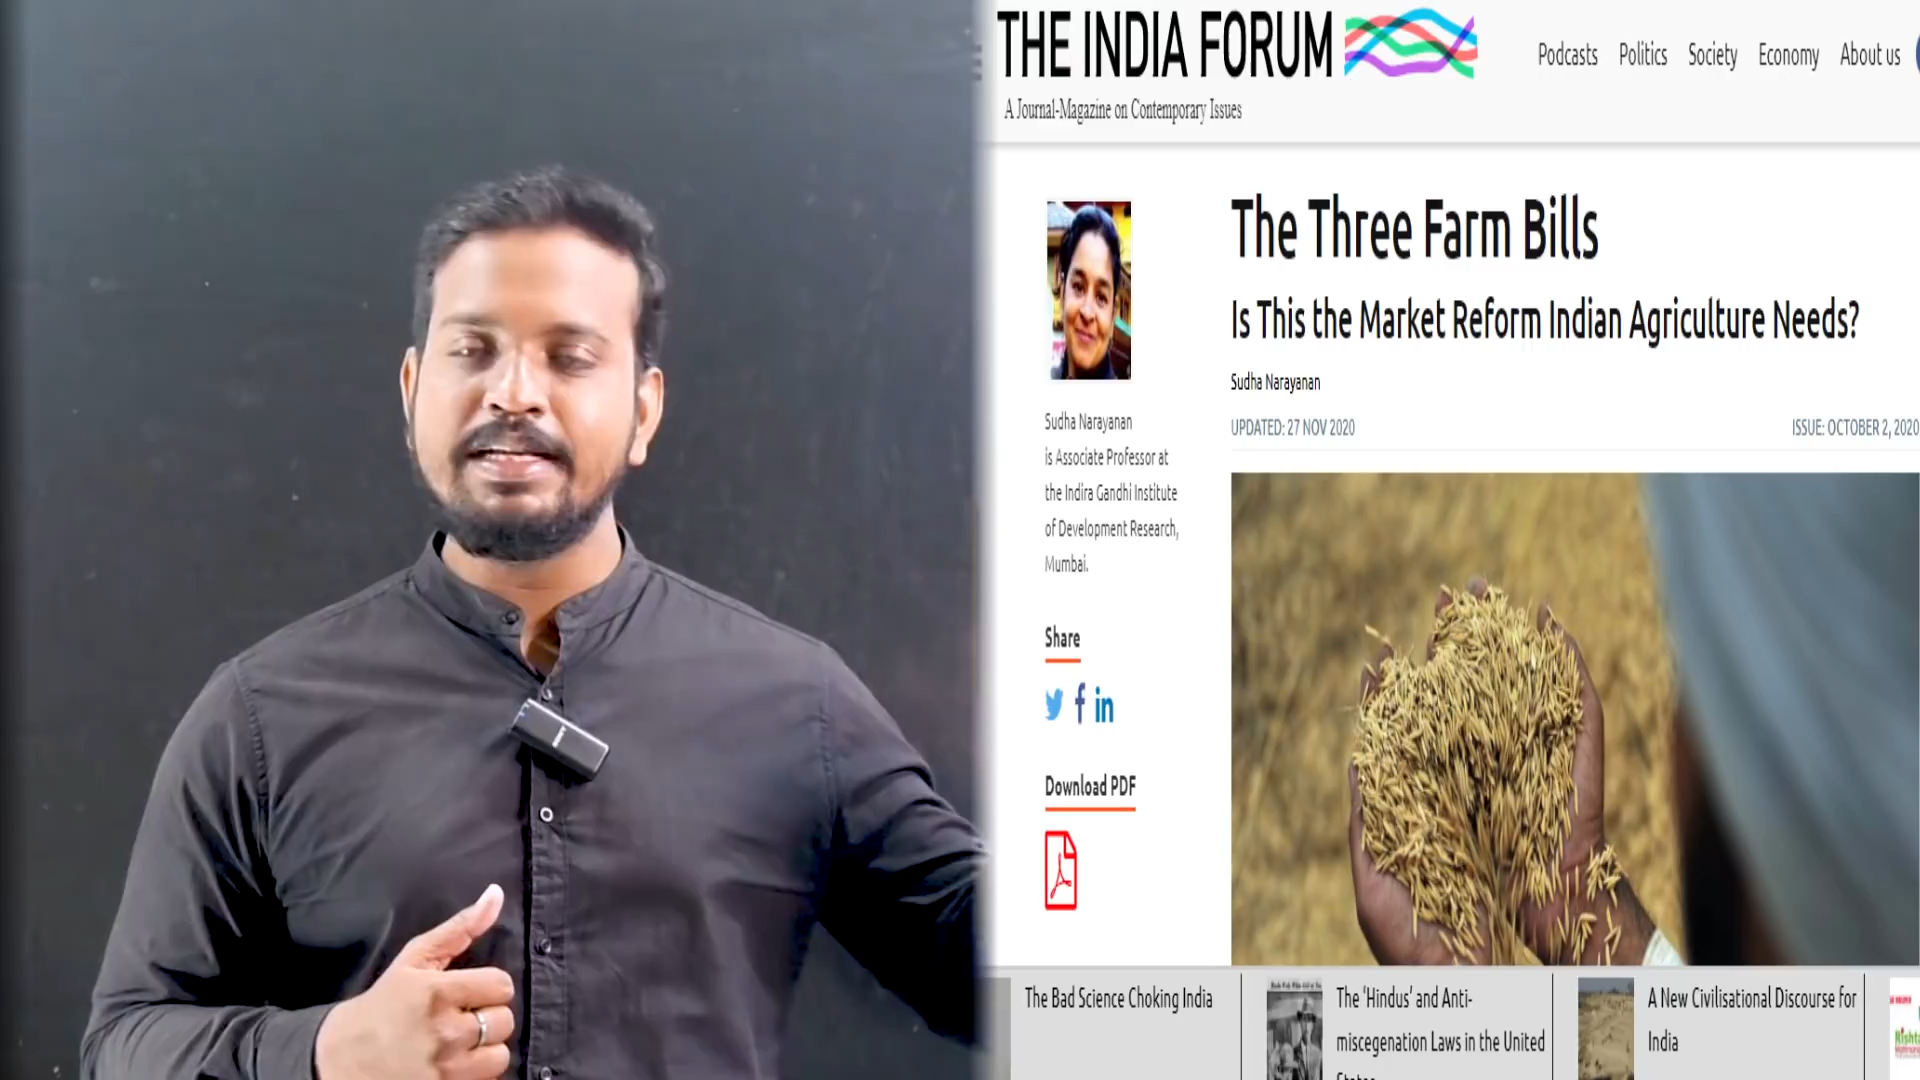 THE INDIA FORUM
A Journal-Magazine on Contemporary Issues
Podcasts Politics Society Economy About us
The Three Farm Bills
Is This the Market Reform Indian Agriculture Needs?
Sudha Narayanan
UPDATED: 27 NOV 2020
ISSUE: OCTOBER 2, 2020
Sudha Narayanan
is Associate Professor at
the Indira Gandhi Institute
of Development Research,
Mumbai.
Share
Download PDF
The Bad Science Choking India
The ‘Hindus’ and Anti-
miscegenation Laws in the United
States
A New Civilisational Discourse for
India